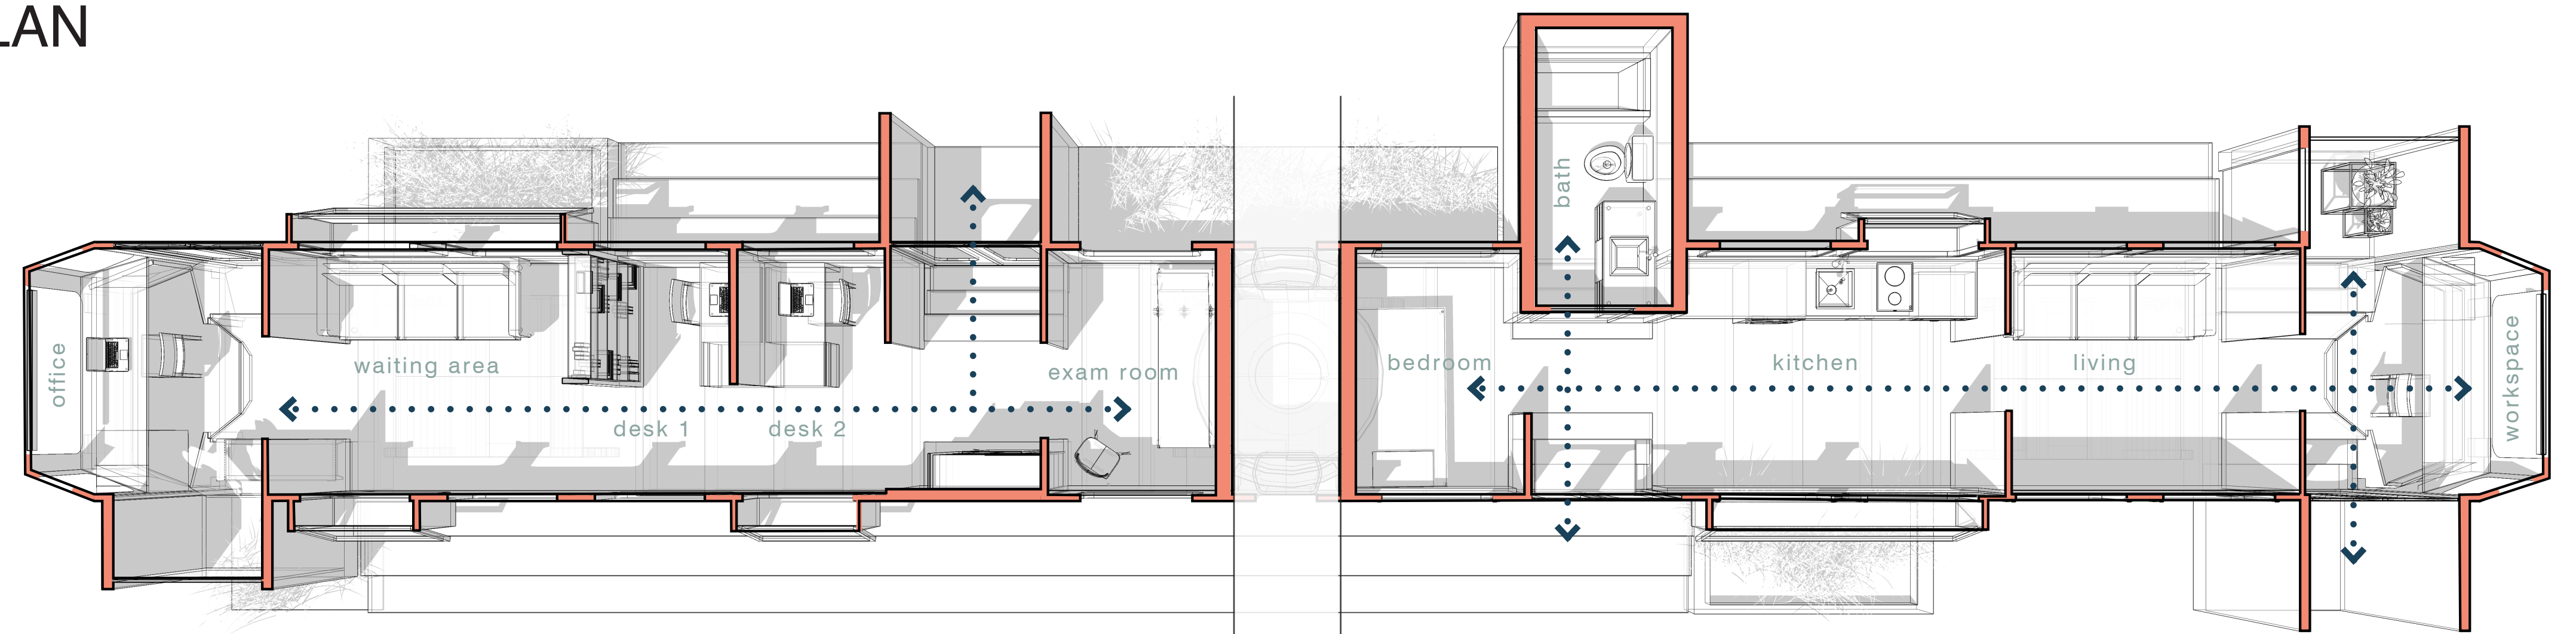 LAN
office
waiting area
desk 1
desk 2
exam room
bedroom
bath
kitchen
living
workspace